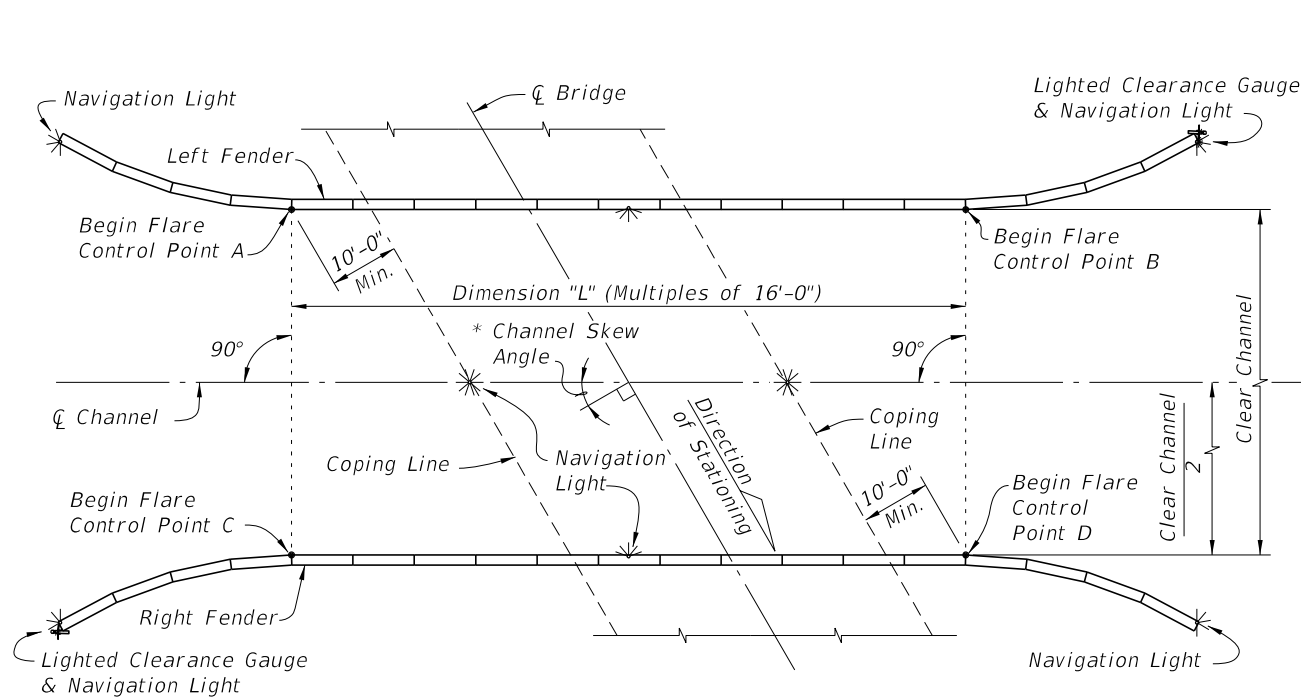 Lighted Clearance Gauge
& Navigation Light
℄ Bridge
Navigation Light
Left Fender
Begin Flare
Control Point A
10'-0"
Min.
Begin Flare
Control Point B
Dimension "L" (Multiples of 16'-0")
* Channel Skew
Angle
90°
90°
℄ Channel
Clear Channel
Clear Channel
2
Direction
of Stationing
Coping
Line
Coping Line
Navigation
Light
10'-0"
Min.
Begin Flare
Control Point C
Begin Flare
Control
Point D
Right Fender
Lighted Clearance Gauge
& Navigation Light
Navigation Light